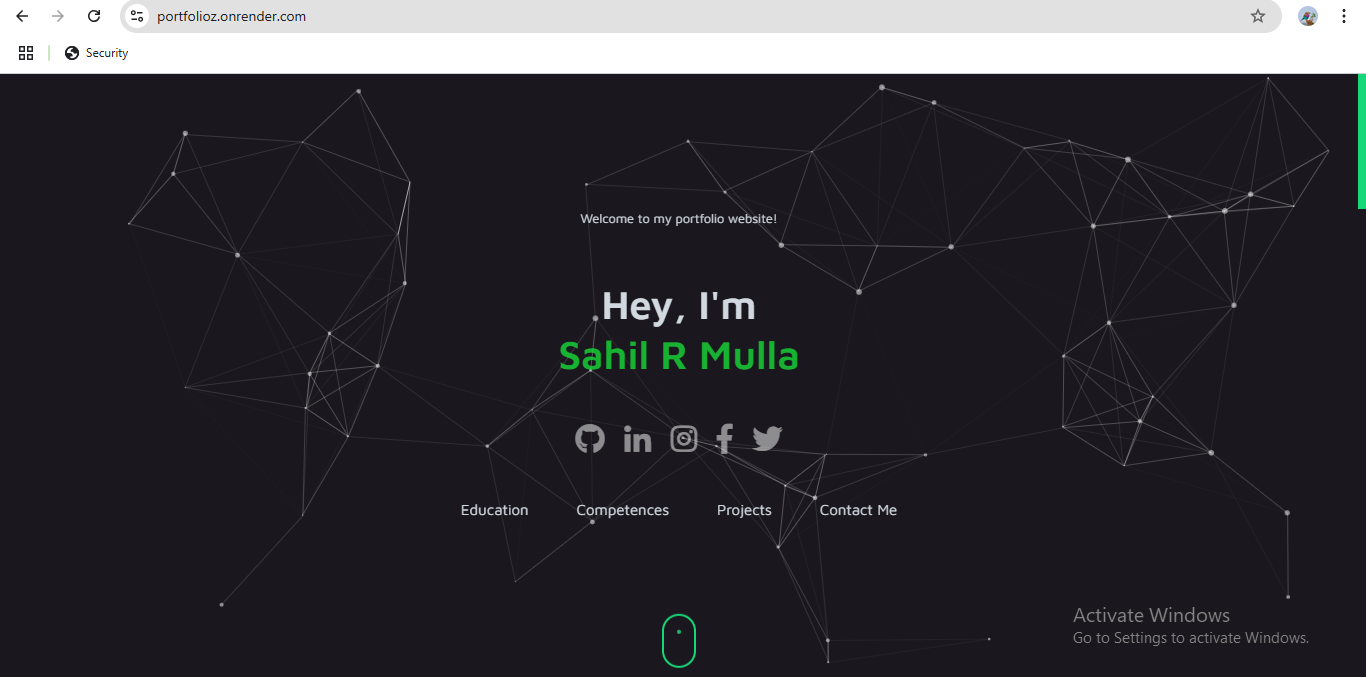 portfolioz.onrender.com
Security
Welcome to my portfolio website!
Hey, I'm
Sahil R Mulla
Education Competences Projects Contact Me
Activate Windows
Go to Settings to activate Windows.